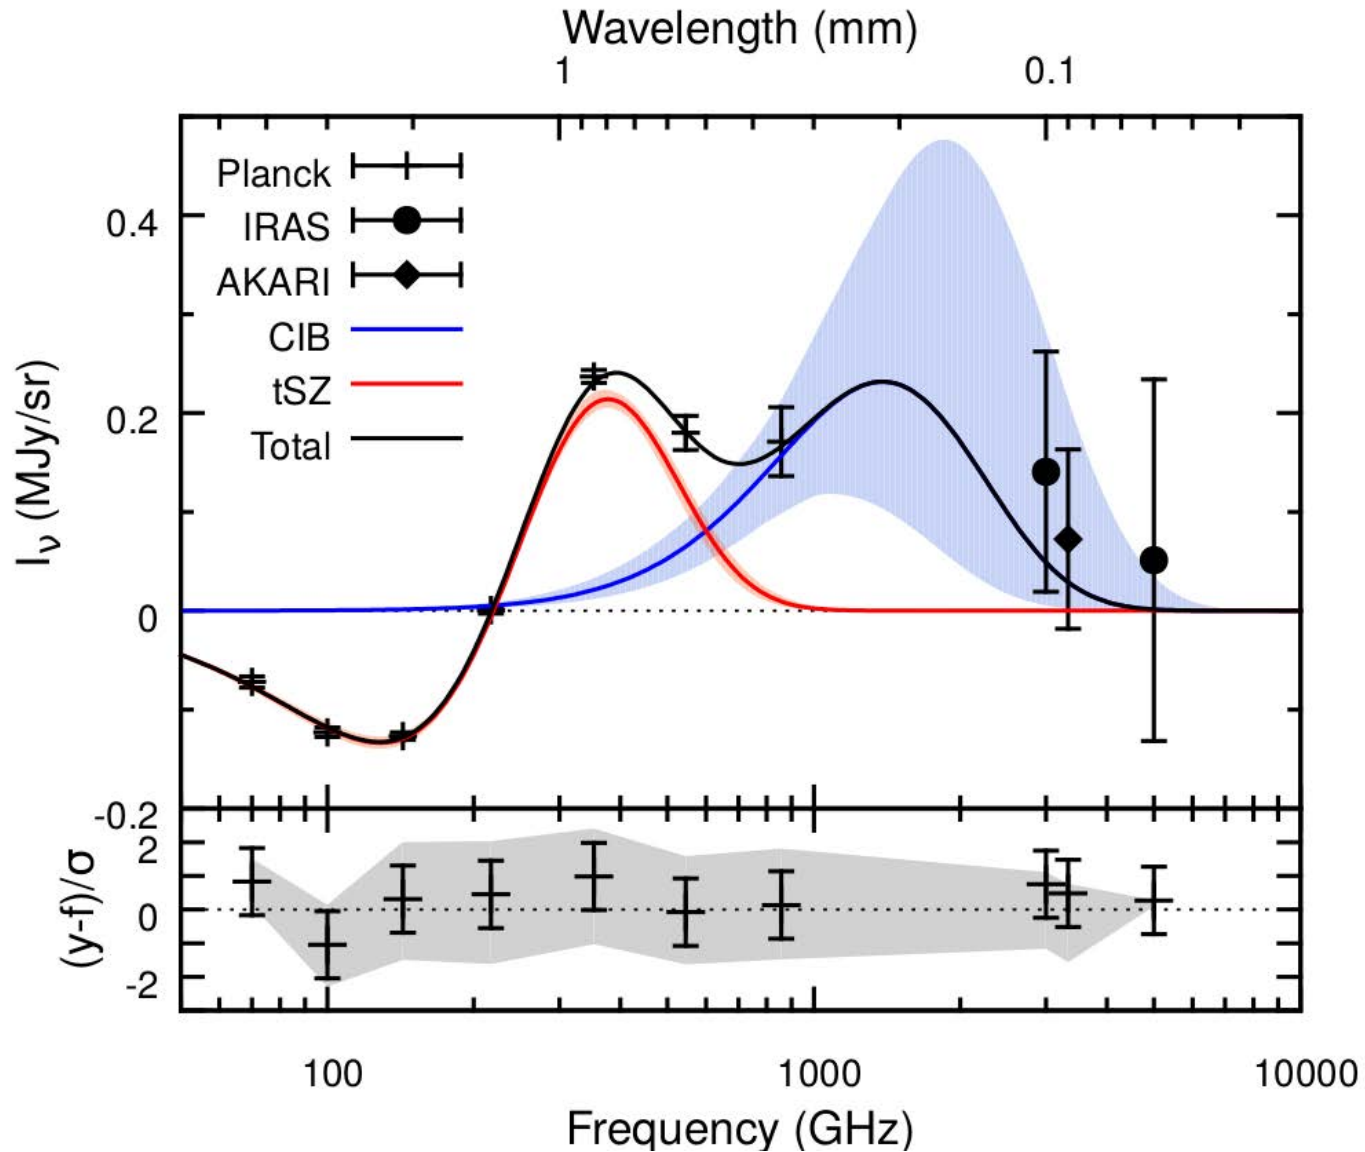 Wavelength (mm)
1 0.1
Planck
IRAS
AKARI
CIB
tSZ
Total
0.4
0.2
0
-0.2
Iν (MJy/sr)
2
0
-2
(y-f)/σ
100 1000 10000
Frequency (GHz)